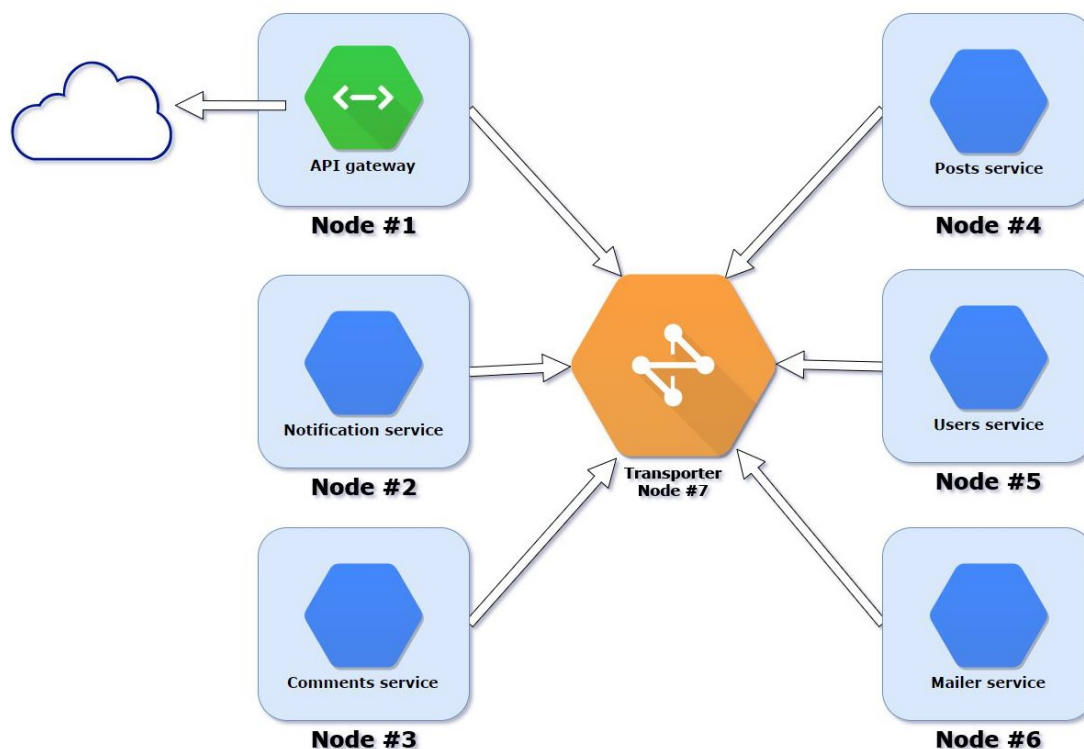 API gateway
Node #1
Posts service
Node #4
Notification service
Node #2
Transporter
Node #7
Users service
Node #5
Comments service
Node #3
Mailer service
Node #6